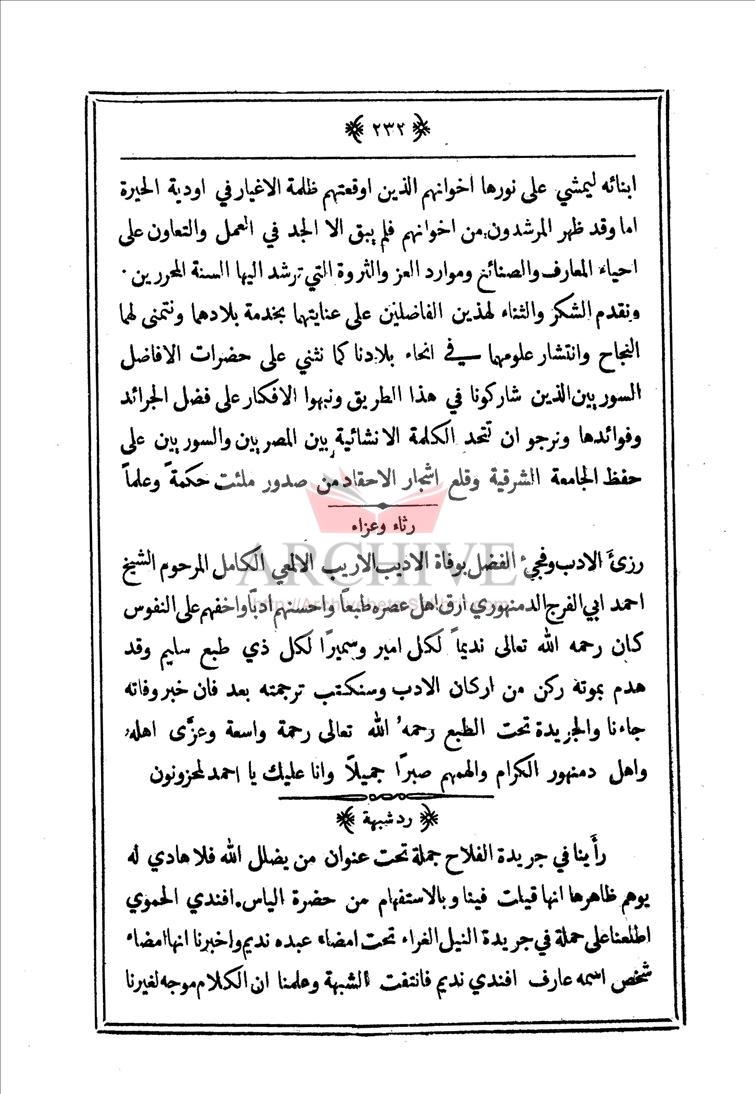 ﴿ ٢٣٢ ﴾
ابنائه ليمشي على نورها اخوانهم الذين اوقعتهم ظلمة الاغيار في اودية الحيرة
اما وقد ظهر المرشدون من اخوانهم فلم يبق الا الجد في العمل والتعاون على
احياء المعارف والصنائع وموارد العز والثروة التي ترشد اليها السنة المحررين ·
ونقدم الشكر والثناء لهذين الفاضلين على عنايتهما بخدمة بلادهما ونتمنى لهما
النجاح وانتشار علومهما في انحاء بلادنا كما نثني على حضرات الافاضل
السوريين الذين شاركونا في هذا الطريق ونبهوا الافكار على فضل الجرائد
وفوائدها ونرجو ان تتحد الكلمة الانشائية بين المصريين والسوريين على
حفظ الجامعة الشرقية وقلع اشجار الاحقاد من صدور ملئت حكمةً وعلماً
رثاء وعزاء
رزئَ الادب وفجيءَ الفضل بوفاة الاديب الاريب الالمعي الكامل المرحوم الشيخ
احمد ابي الفرج الدمنهوري ارق اهل عصره طبعاً واحسنهم ادباً واخفهم على النفوس
كان رحمه الله تعالى نديماً لكل امير وسميرًا لكل ذي طبع سليم وقد
هدم بموته ركن من اركان الادب وسنكتب ترجمته بعد فان خبر وفاته
جاءنا والجريدة تحت الطبع رحمهُ الله تعالى رحمة واسعة وعزَّى اهلهُ
واهل دمنهور الكرام والهمهم صبرًا جميلاً وانا عليك يا احمد لمحزونون
﴿ رد شبهة ﴾
رأينا في جريدة الفلاح جملة تحت عنوان من يضلل الله فلا هادي له
يوهم ظاهرها انها قيلت فينا وبالاستفهام من حضرة الياس افندي الحموي
اطلعنا على حملة في جريدة النيل الغراء تحت امضاء عبده نديم واخبرنا انها امضاء
شخص اسمه عارف افندي نديم فانتفت الشبهة وعلمنا ان الكلام موجه لغيرنا
ARCHIVE